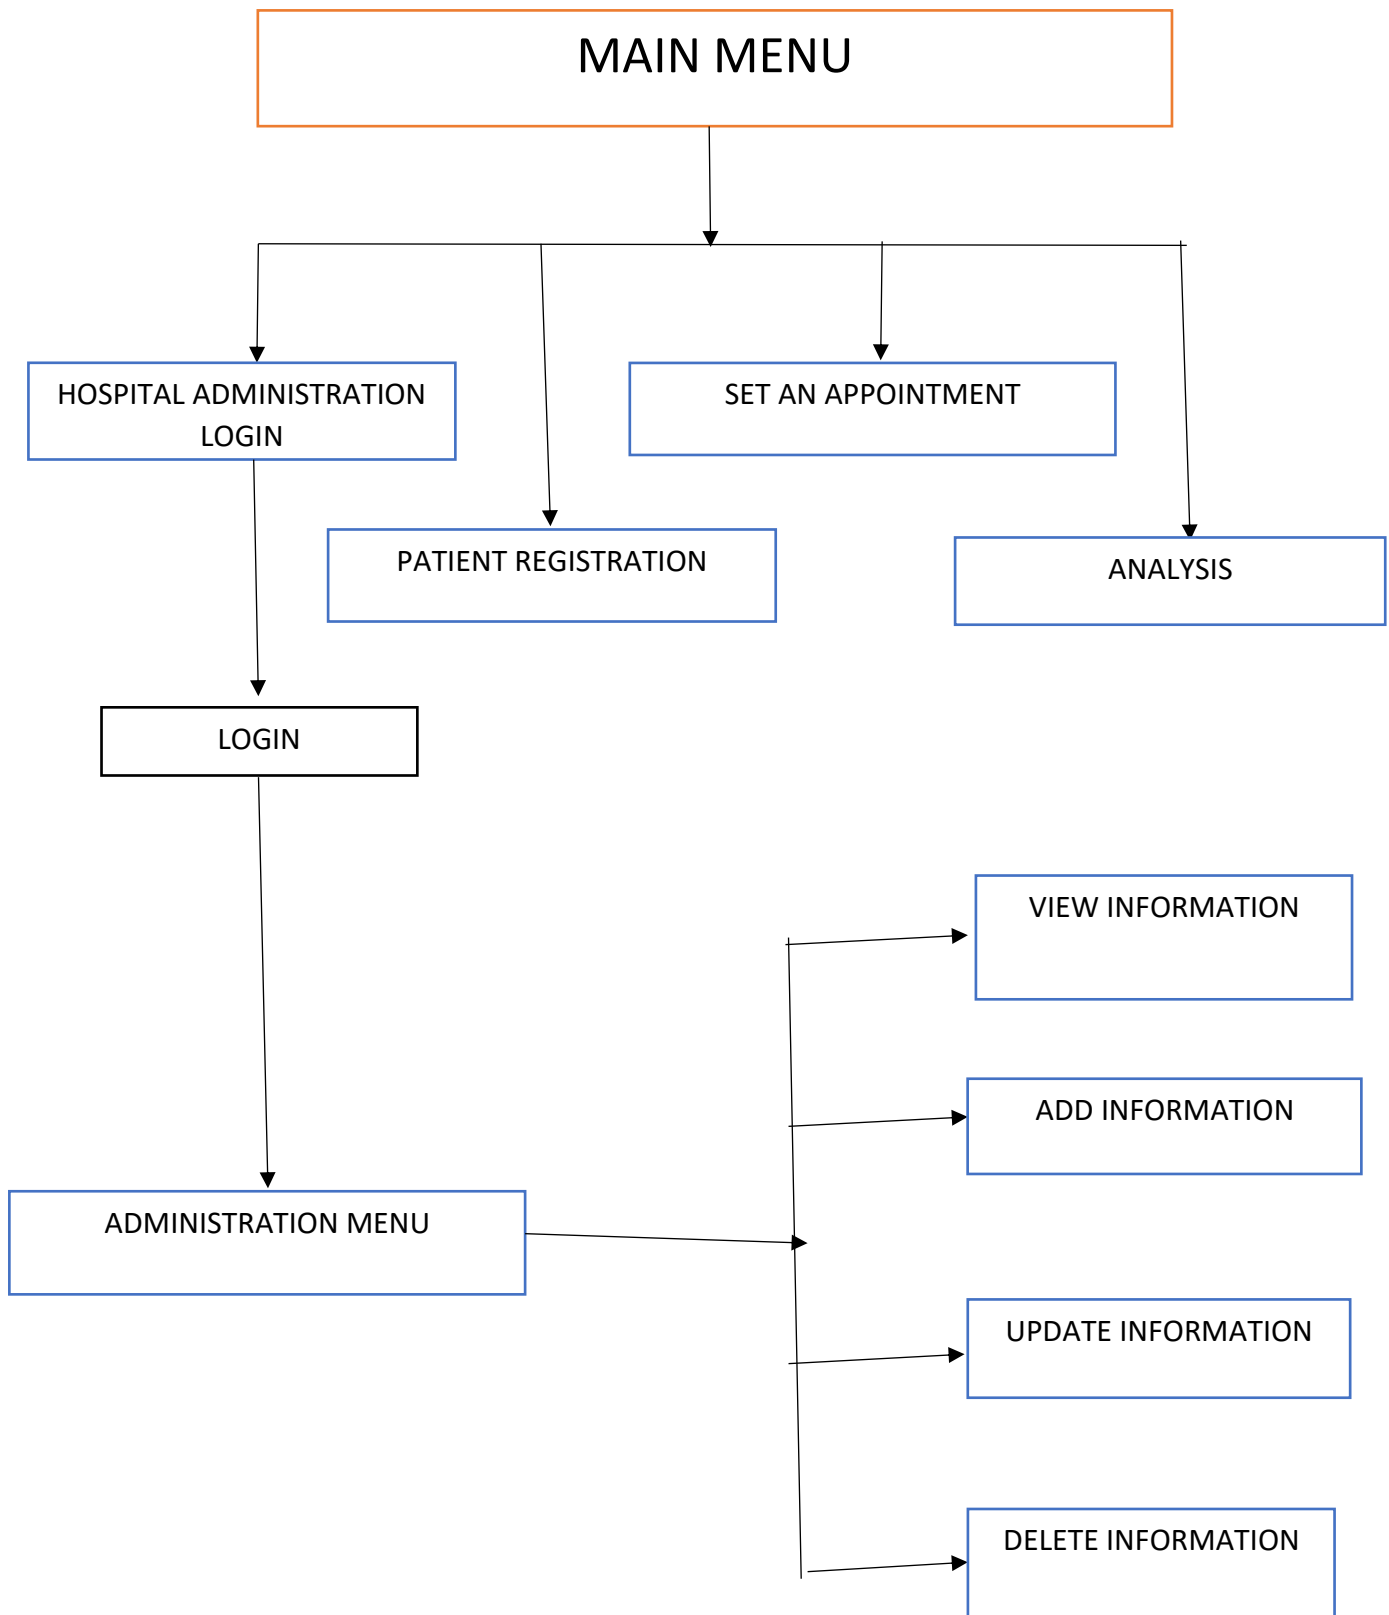 MAIN MENU
HOSPITAL ADMINISTRATION
LOGIN
SET AN APPOINTMENT
PATIENT REGISTRATION
ANALYSIS
LOGIN
VIEW INFORMATION
ADD INFORMATION
ADMINISTRATION MENU
UPDATE INFORMATION
DELETE INFORMATION